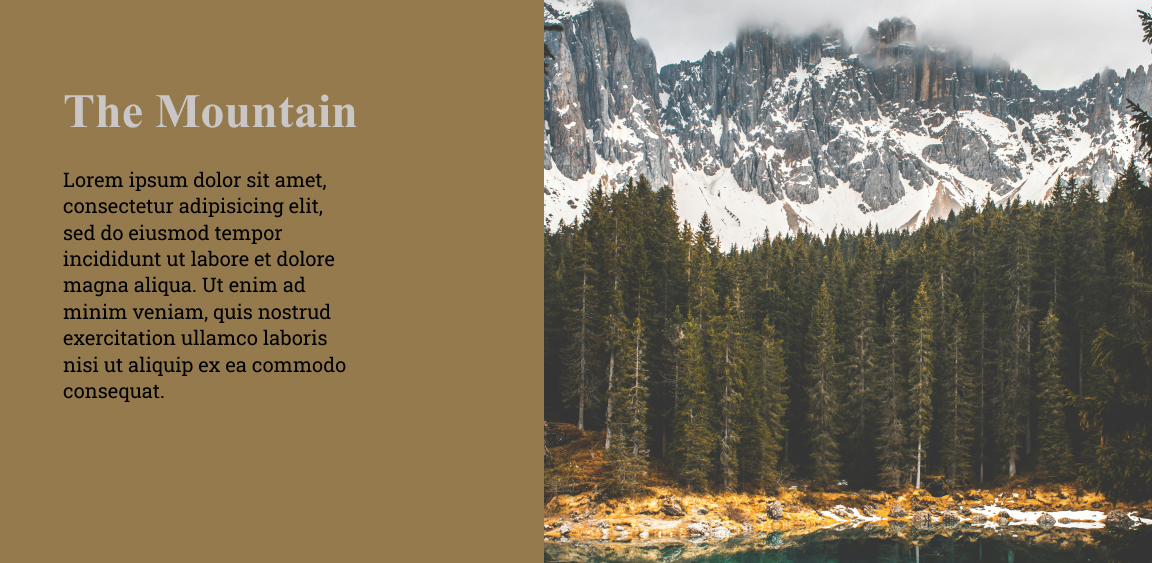 The Mountain
Lorem ipsum dolor sit amet,
consectetur adipisicing elit,
sed do eiusmod tempor
incididunt ut labore et dolore
magna aliqua. Ut enim ad
minim veniam, quis nostrud
exercitation ullamco laboris
nisi ut aliquip ex ea commodo
consequat.